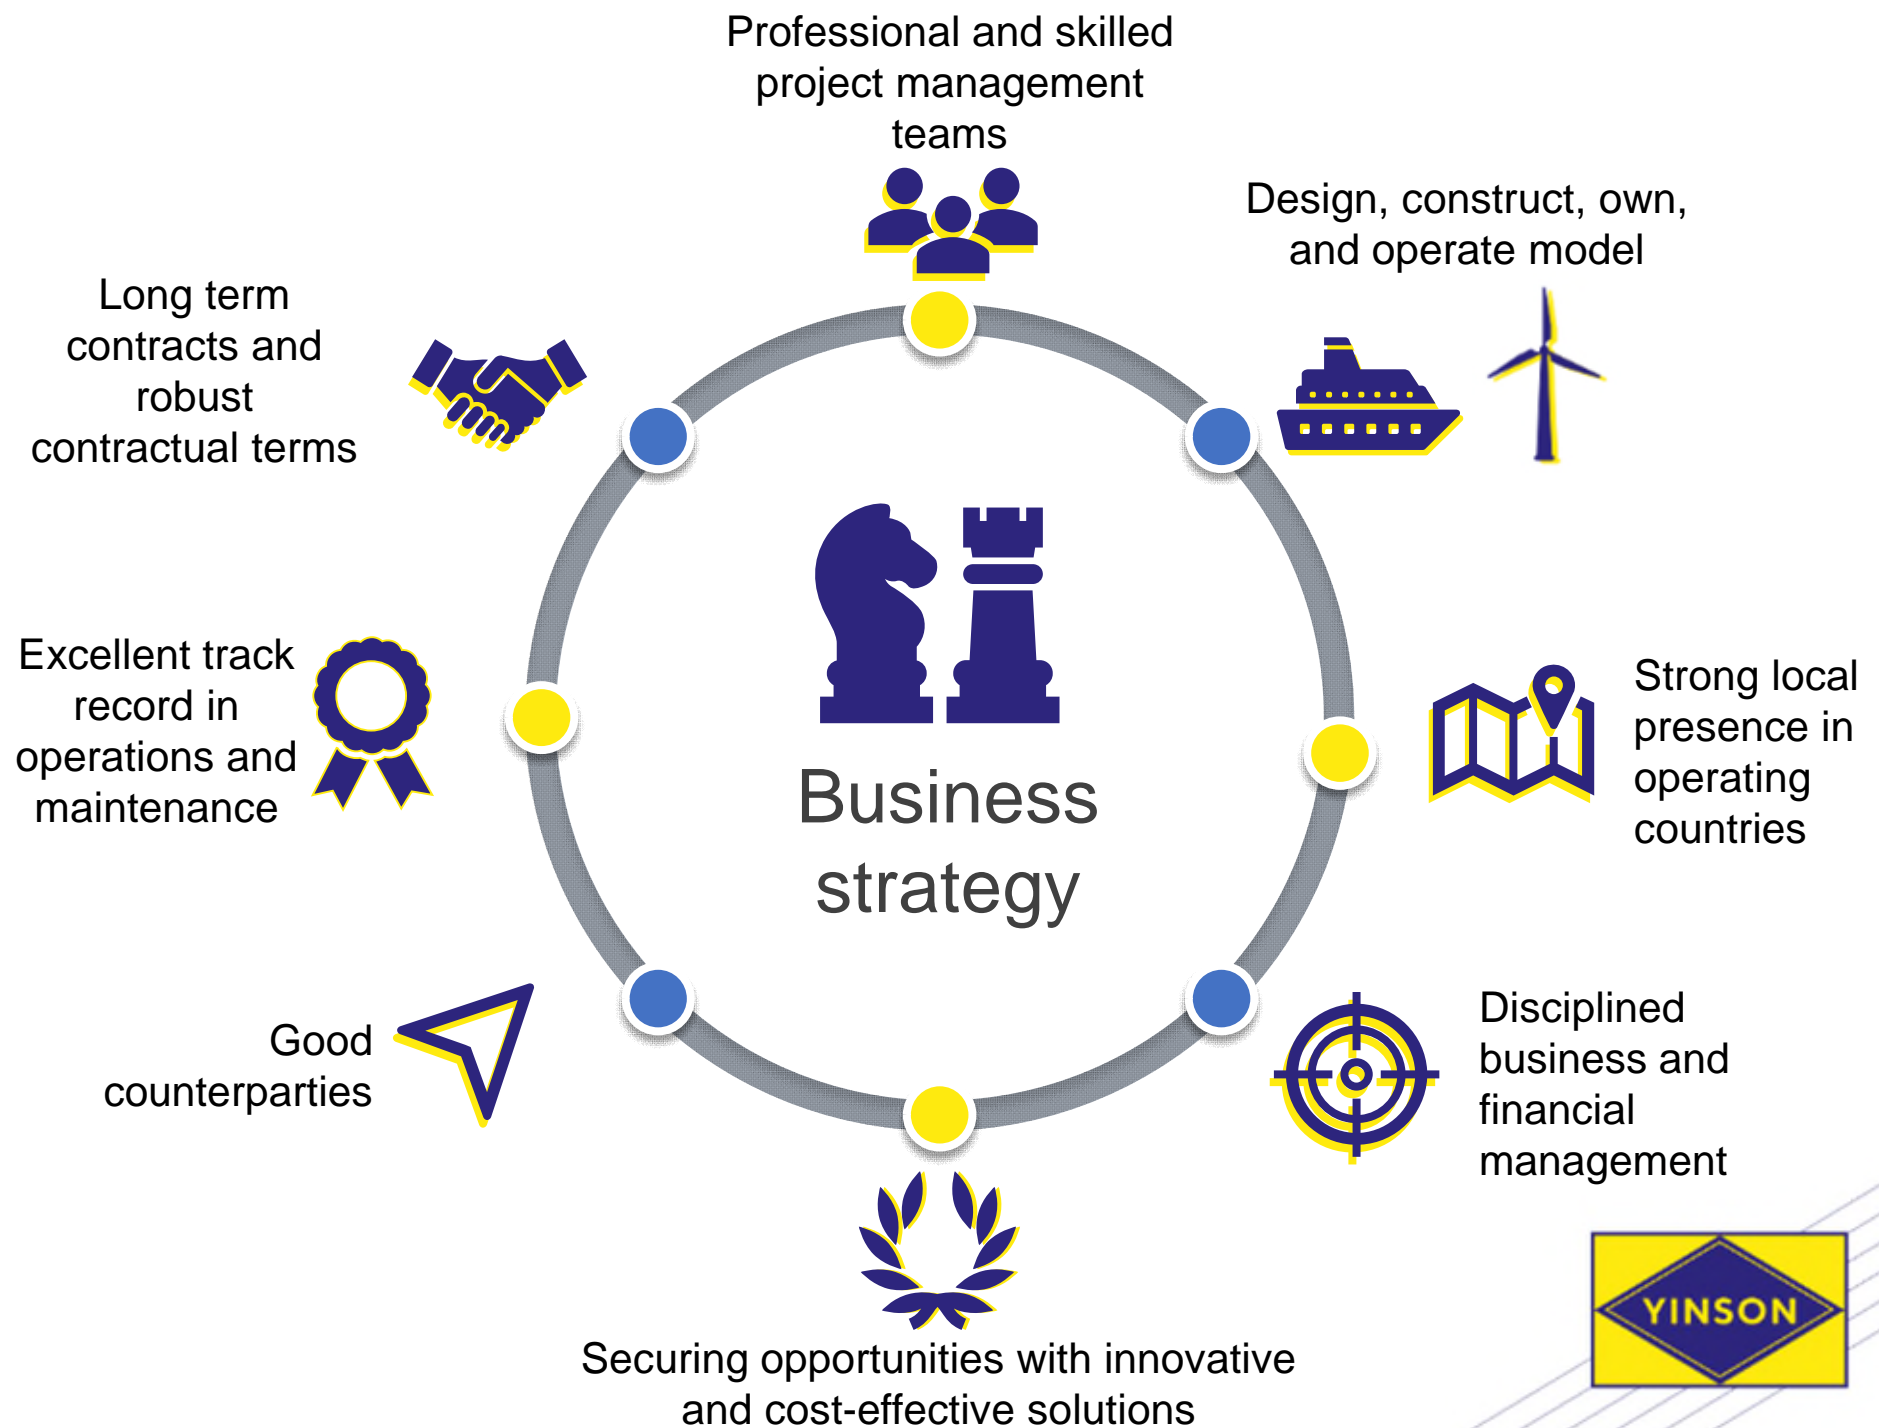 Professional and skilled
project management
teams
Design, construct, own,
and operate model
Long term
contracts and
robust
contractual terms
Excellent track
record in
operations and
maintenance
Strong local
presence in
operating
countries
Business
strategy
Good
counterparties
Disciplined
business and
financial
management
YINSON
Securing opportunities with innovative
and cost-effective solutions